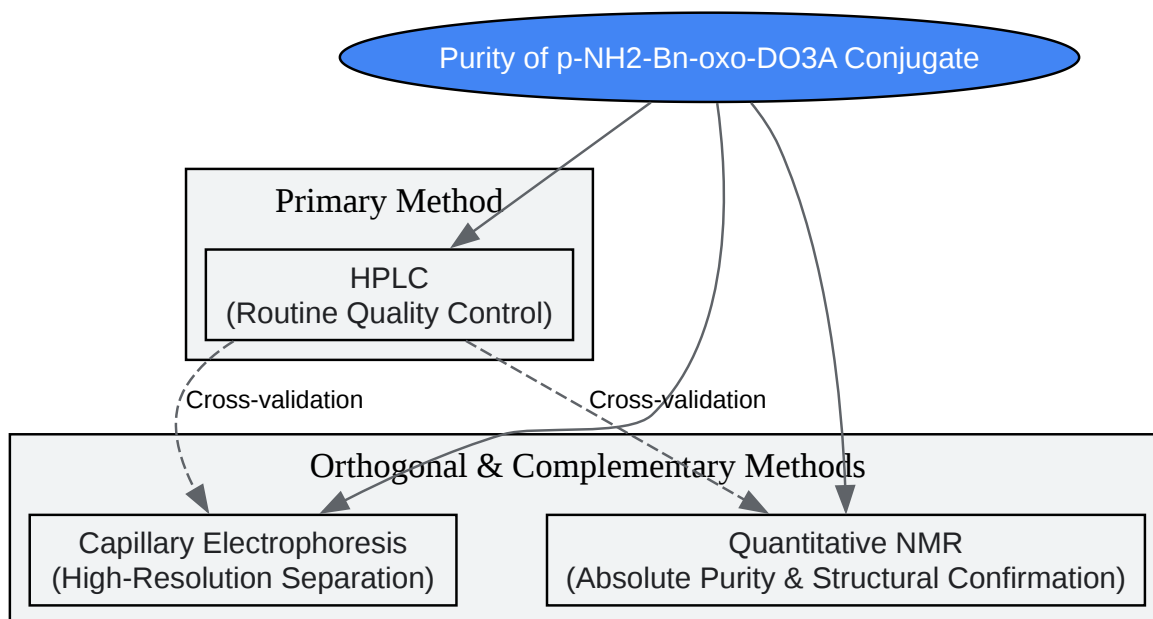 Purity of p-NH2-Bn-oxo-DO3A Conjugate
Primary Method
HPLC
(Routine Quality Control)
Cross-validation
Cross-validation
Orthogonal & Complementary Methods
Capillary Electrophoresis
(High-Resolution Separation)
Quantitative NMR
(Absolute Purity & Structural Confirmation)